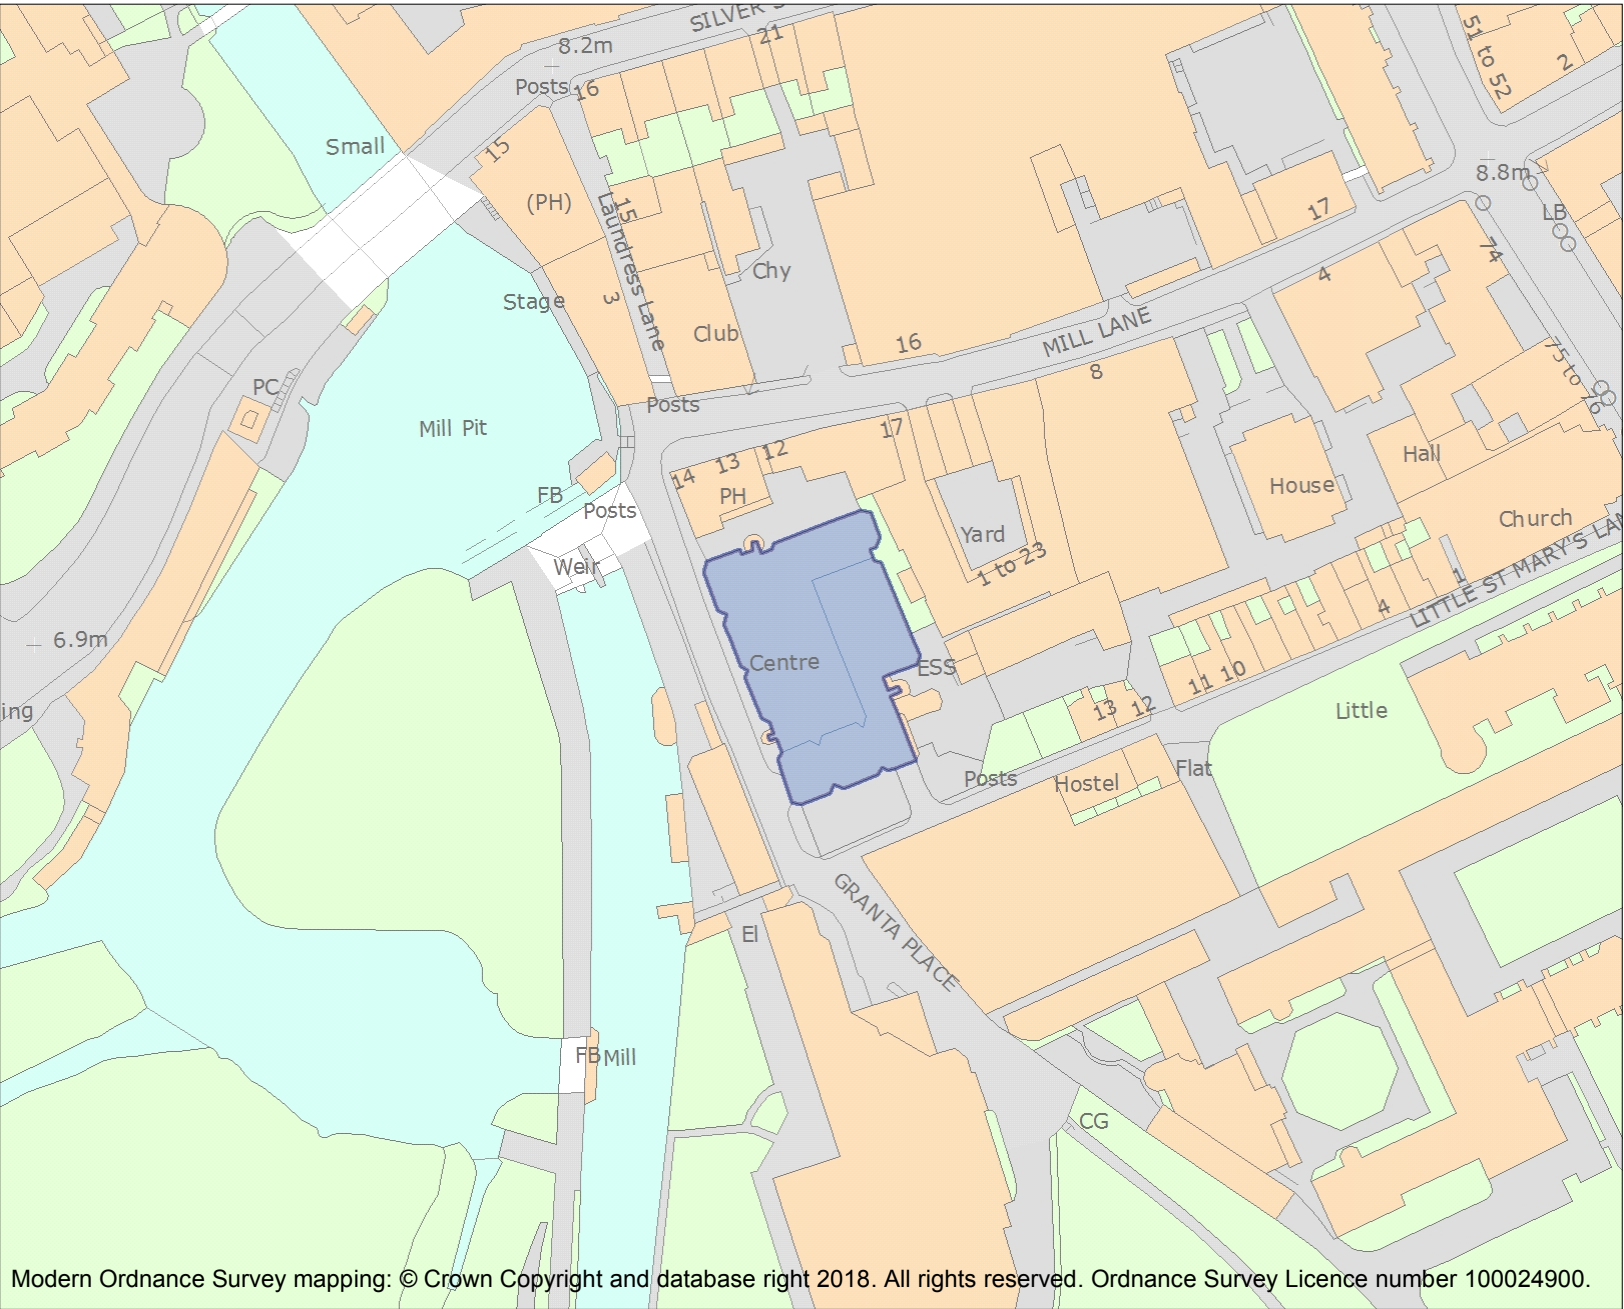 SILVER S
21
51 to 52
2
8.2m
Posts
16
Small
15
(PH)
Laundress Lane
15
17
8.8m
LB
74
4
Chy
Stage
3
Club
16
MILL LANE
8
75 to 76
PC
Posts
Mill Pit
17
12
13
14
PH
Hall
House
FB
Posts
Yard
Church
Weir
1 to 23
1
4
LITTLE ST MARY'S LAN
6.9m
Centre
ESS
11
10
13
12
ing
Little
Posts
Hostel
Flat
GRANTA PLACE
El
FB
Mill
CG
Modern Ordnance Survey mapping: © Crown Copyright and database right 2018. All rights reserved. Ordnance Survey Licence number 100024900.